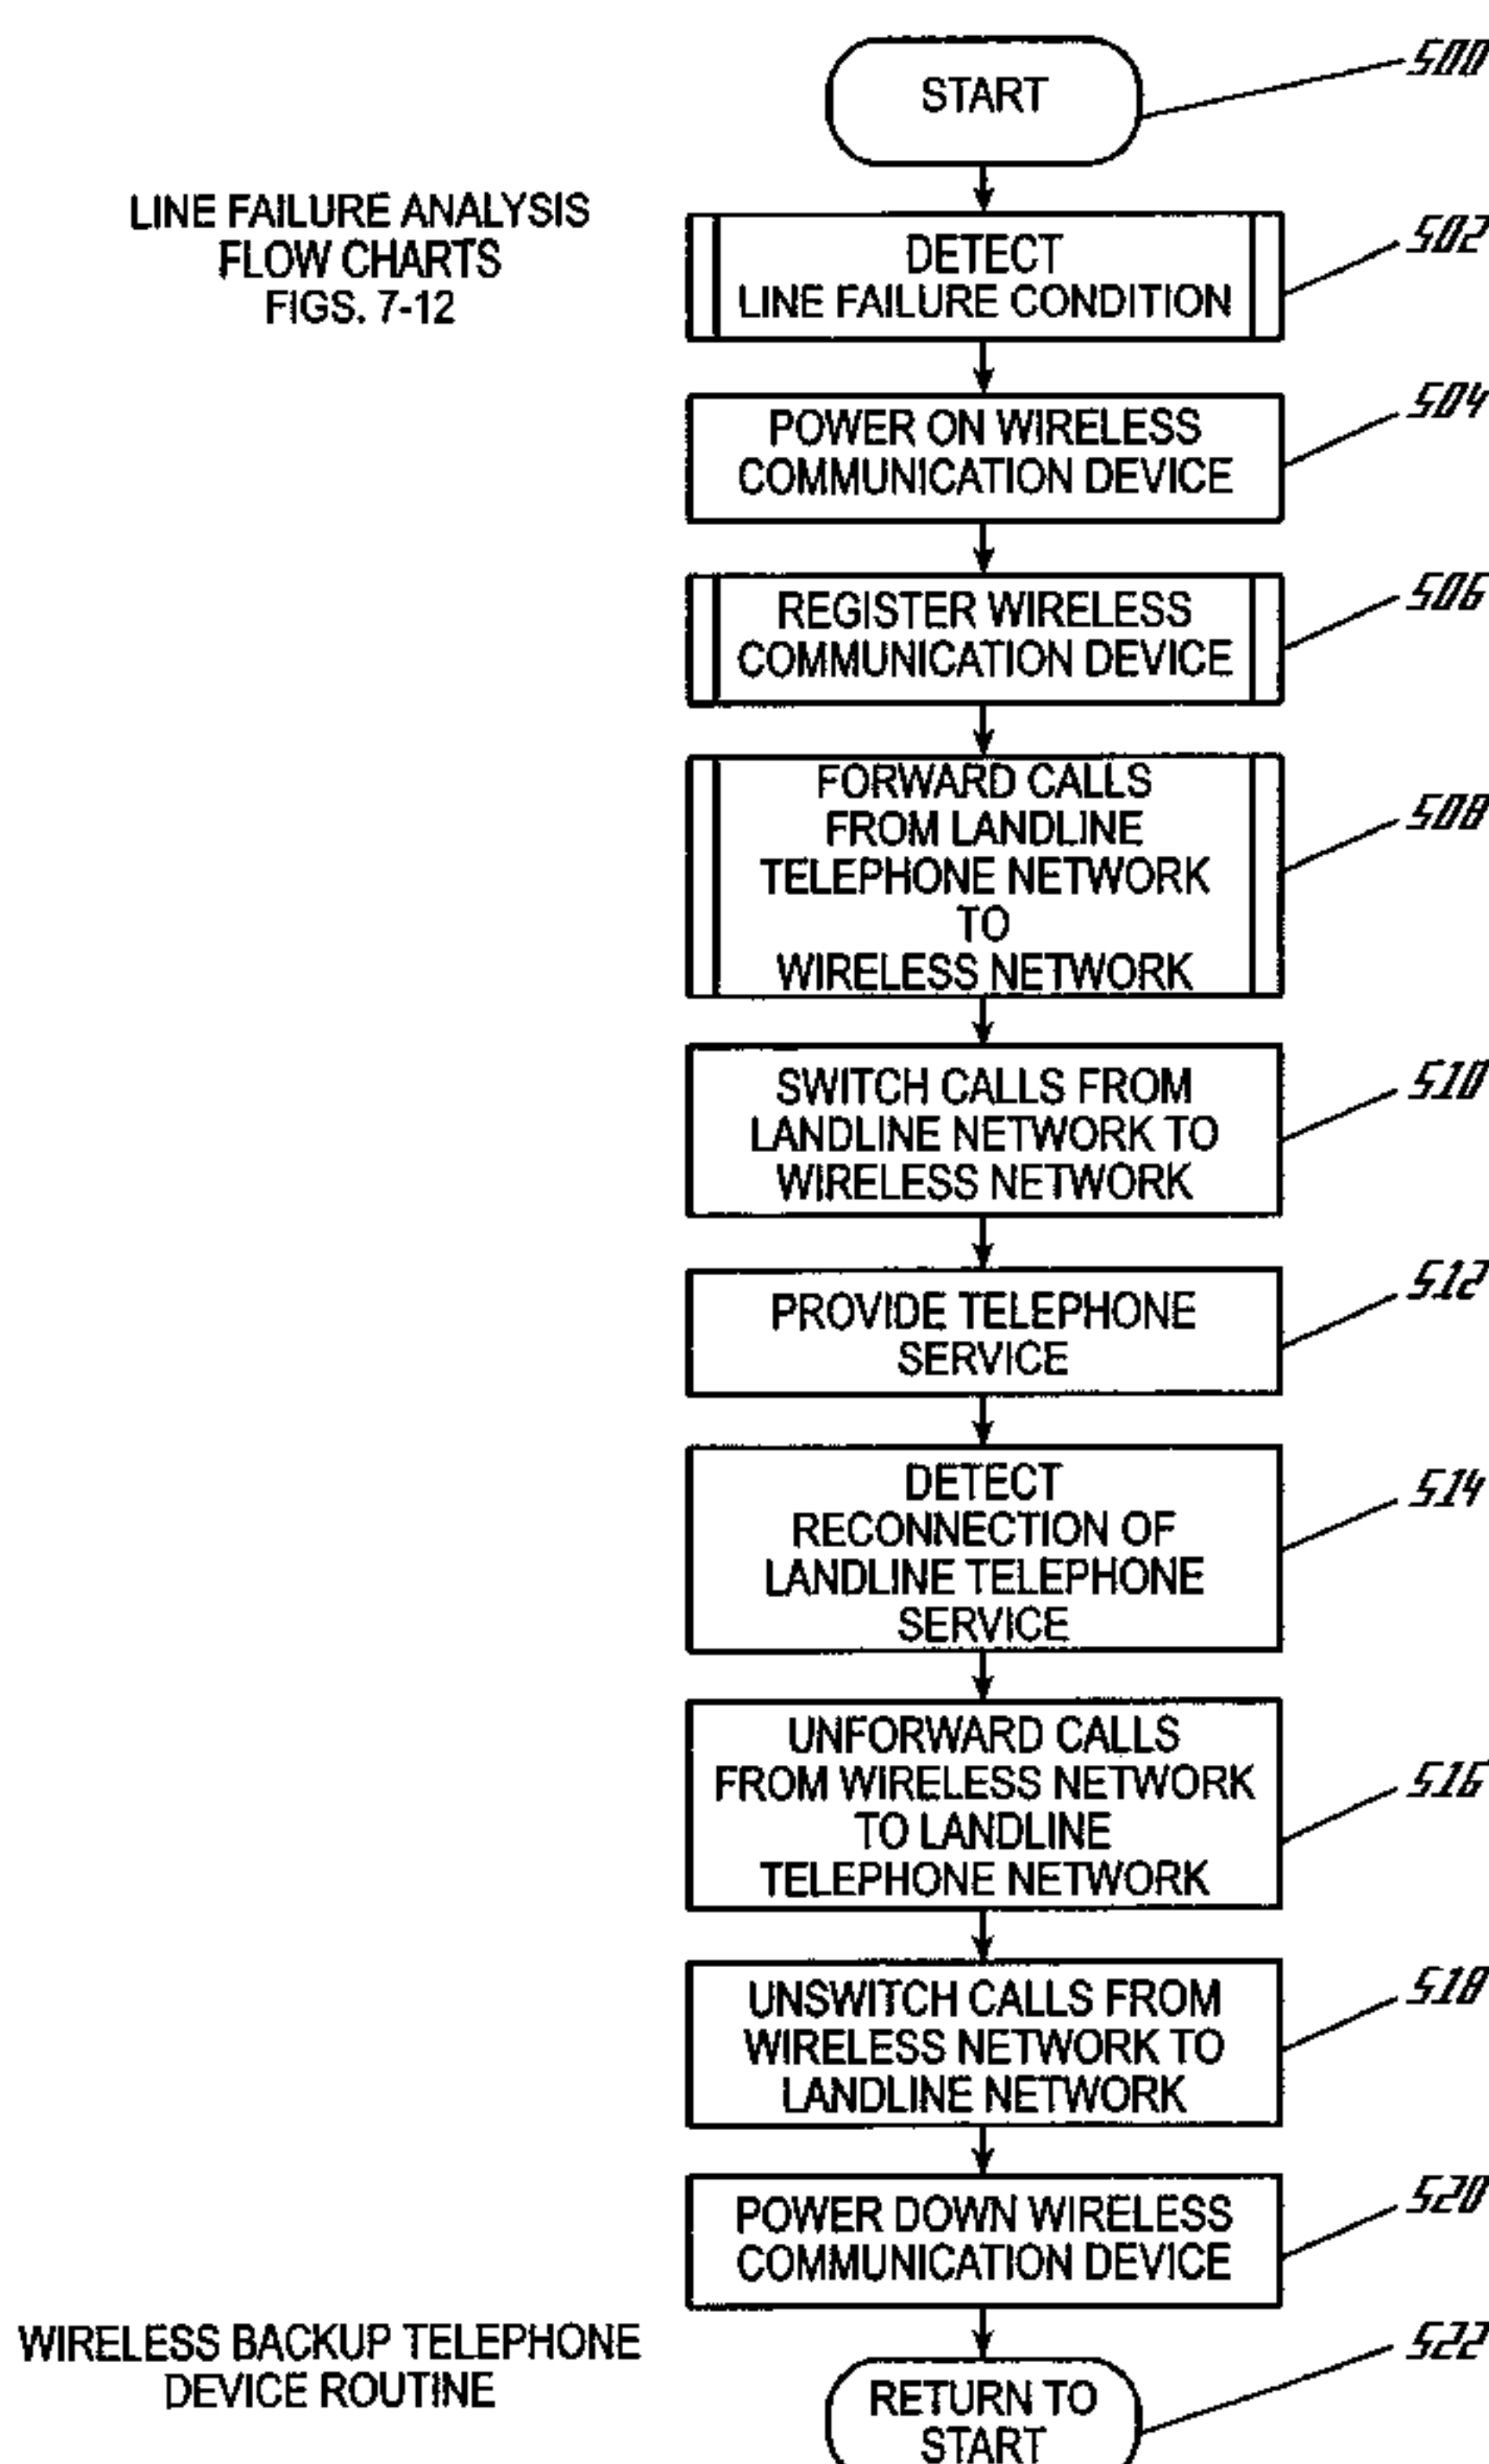 START
500
LINE FAILURE ANALYSIS
FLOW CHARTS
FIGS. 7-12
DETECT
LINE FAILURE CONDITION
502
POWER ON WIRELESS
COMMUNICATION DEVICE
504
REGISTER WIRELESS
COMMUNICATION DEVICE
506
FORWARD CALLS
FROM LANDLINE
TELEPHONE NETWORK
TO
WIRELESS NETWORK
508
SWITCH CALLS FROM
LANDLINE NETWORK TO
WIRELESS NETWORK
510
PROVIDE TELEPHONE
SERVICE
512
DETECT
RECONNECTION OF
LANDLINE TELEPHONE
SERVICE
514
UNFORWARD CALLS
FROM WIRELESS NETWORK
TO LANDLINE
TELEPHONE NETWORK
516
UNSWITCH CALLS FROM
WIRELESS NETWORK TO
LANDLINE NETWORK
518
POWER DOWN WIRELESS
COMMUNICATION DEVICE
520
WIRELESS BACKUP TELEPHONE
DEVICE ROUTINE
RETURN TO
START
522